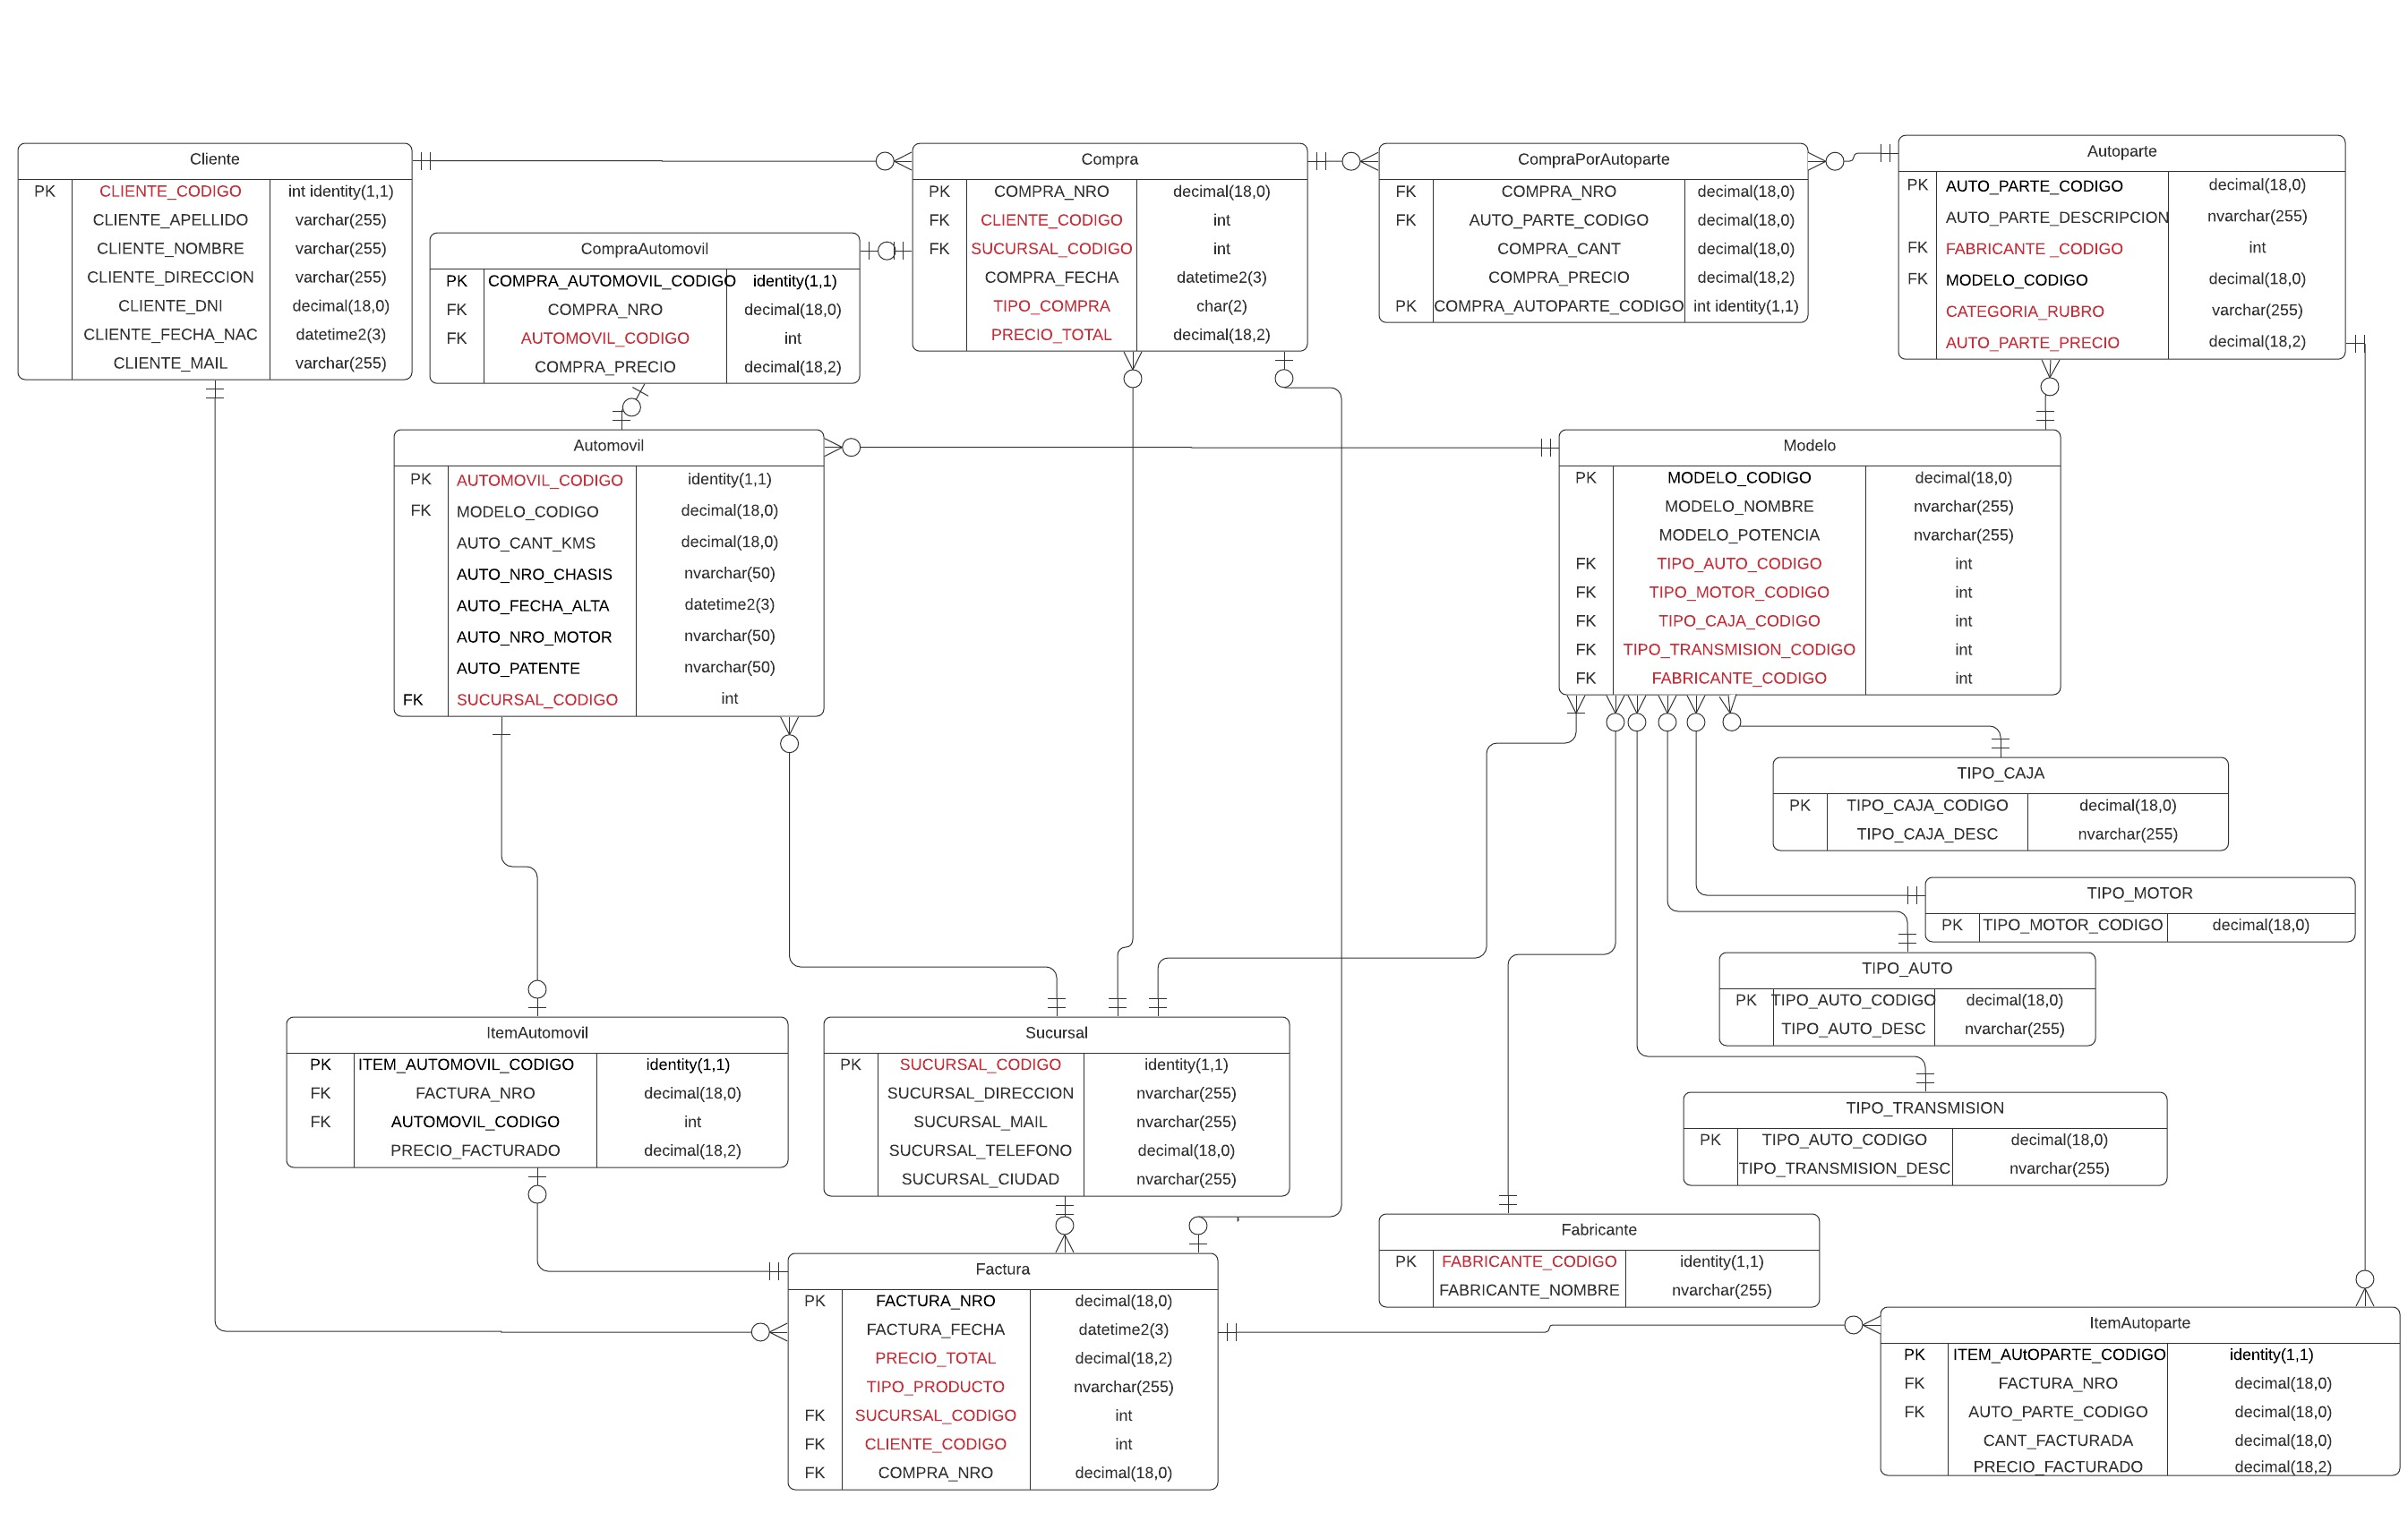 Cliente
PK CLIENTE_CODIGO int identity(1,1)
CLIENTE_APELLIDO varchar(255)
CLIENTE_NOMBRE varchar(255)
CLIENTE_DIRECCION varchar(255)
CLIENTE_DNI decimal(18,0)
CLIENTE_FECHA_NAC datetime2(3)
CLIENTE_MAIL varchar(255)
CompraAutomovil
PK COMPRA_AUTOMOVIL_CODIGO identity(1,1)
FK COMPRA_NRO decimal(18,0)
FK AUTOMOVIL_CODIGO int
COMPRA_PRECIO decimal(18,2)
Compra
PK COMPRA_NRO decimal(18,0)
FK CLIENTE_CODIGO int
FK SUCURSAL_CODIGO int
COMPRA_FECHA datetime2(3)
TIPO_COMPRA char(2)
PRECIO_TOTAL decimal(18,2)
CompraPorAutoparte
FK COMPRA_NRO decimal(18,0)
FK AUTO_PARTE_CODIGO decimal(18,0)
COMPRA_CANT decimal(18,0)
COMPRA_PRECIO decimal(18,2)
PK COMPRA_AUTOPARTE_CODIGO int identity(1,1)
Autoparte
PK AUTO_PARTE_CODIGO decimal(18,0)
AUTO_PARTE_DESCRIPCION nvarchar(255)
FK FABRICANTE _CODIGO int
FK MODELO_CODIGO decimal(18,0)
CATEGORIA_RUBRO varchar(255)
AUTO_PARTE_PRECIO decimal(18,2)
Automovil
PK AUTOMOVIL_CODIGO identity(1,1)
FK MODELO_CODIGO decimal(18,0)
AUTO_CANT_KMS decimal(18,0)
AUTO_NRO_CHASIS nvarchar(50)
AUTO_FECHA_ALTA datetime2(3)
AUTO_NRO_MOTOR nvarchar(50)
AUTO_PATENTE nvarchar(50)
FK SUCURSAL_CODIGO int
Modelo
PK MODELO_CODIGO decimal(18,0)
MODELO_NOMBRE nvarchar(255)
MODELO_POTENCIA nvarchar(255)
FK TIPO_AUTO_CODIGO int
FK TIPO_MOTOR_CODIGO int
FK TIPO_CAJA_CODIGO int
FK TIPO_TRANSMISION_CODIGO int
FK FABRICANTE_CODIGO int
TIPO_CAJA
PK TIPO_CAJA_CODIGO decimal(18,0)
TIPO_CAJA_DESC nvarchar(255)
TIPO_MOTOR
PK TIPO_MOTOR_CODIGO decimal(18,0)
TIPO_AUTO
PK TIPO_AUTO_CODIGO decimal(18,0)
TIPO_AUTO_DESC nvarchar(255)
TIPO_TRANSMISION
PK TIPO_AUTO_CODIGO decimal(18,0)
TIPO_TRANSMISION_DESC nvarchar(255)
ItemAutomovil
PK ITEM_AUTOMOVIL_CODIGO identity(1,1)
FK FACTURA_NRO decimal(18,0)
FK AUTOMOVIL_CODIGO int
PRECIO_FACTURADO decimal(18,2)
Sucursal
PK SUCURSAL_CODIGO identity(1,1)
SUCURSAL_DIRECCION nvarchar(255)
SUCURSAL_MAIL nvarchar(255)
SUCURSAL_TELEFONO decimal(18,0)
SUCURSAL_CIUDAD nvarchar(255)
Fabricante
PK FABRICANTE_CODIGO identity(1,1)
FABRICANTE_NOMBRE nvarchar(255)
Factura
PK FACTURA_NRO decimal(18,0)
FACTURA_FECHA datetime2(3)
PRECIO_TOTAL decimal(18,2)
TIPO_PRODUCTO nvarchar(255)
FK SUCURSAL_CODIGO int
FK CLIENTE_CODIGO int
FK COMPRA_NRO decimal(18,0)
ItemAutoparte
PK ITEM_AUtOPARTE_CODIGO identity(1,1)
FK FACTURA_NRO decimal(18,0)
FK AUTO_PARTE_CODIGO decimal(18,0)
CANT_FACTURADA decimal(18,0)
PRECIO_FACTURADO decimal(18,2)